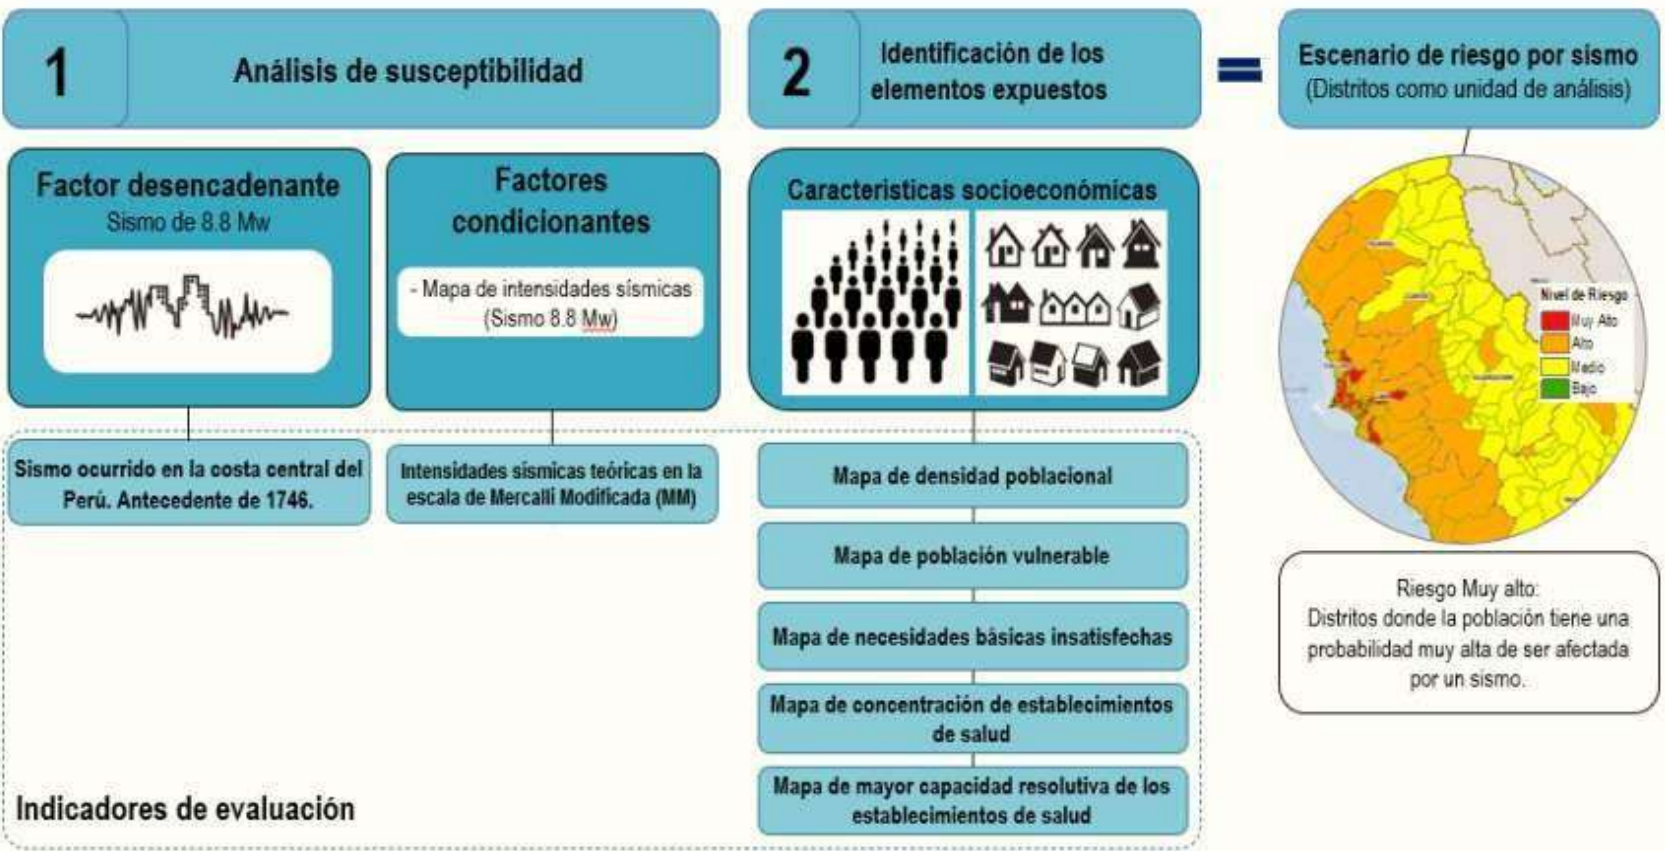 1
Análisis de susceptibilidad
2
Identificación de los
elementos expuestos
=
Escenario de riesgo por sismo
(Distritos como unidad de análisis)
Factor desencadenante
Sismo de 8.8 Mw
Factores
condicionantes
- Mapa de intensidades sísmicas
(Sismo 8.8 Mw)
Caracteristicas socioeconómicas
Nivel de Riesgo
Muy Alto
Alto
Medio
Bajo
Sismo ocurrido en la costa central del
Perú. Antecedente de 1746.
Intensidades sísmicas teóricas en la
escala de Mercalli Modificada (MM)
Mapa de densidad poblacional
Mapa de población vulnerable
Mapa de necesidades básicas insatisfechas
Mapa de concentración de establecimientos
de salud
Mapa de mayor capacidad resolutiva de los
establecimientos de salud
Indicadores de evaluación
Riesgo Muy alto:
Distritos donde la población tiene una
probabilidad muy alta de ser afectada
por un sismo.